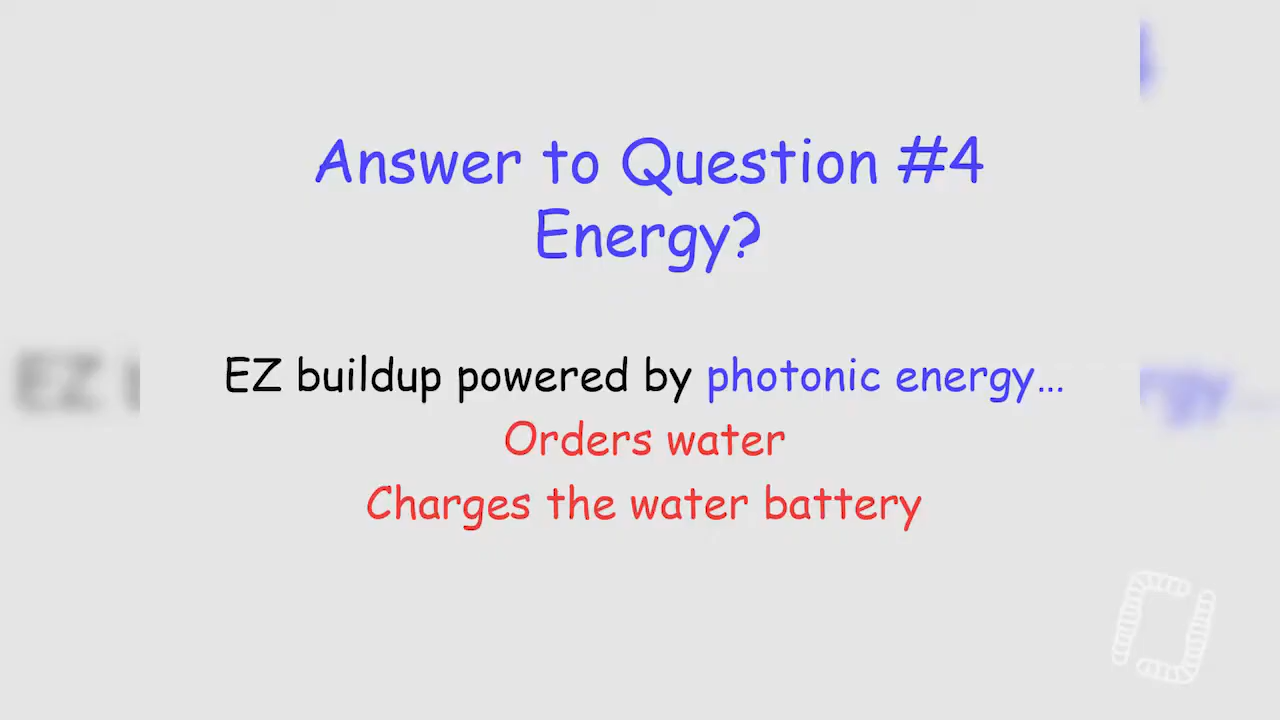 Answer to Question #4
Energy?
EZ buildup powered by photonic energy...
Orders water
Charges the water battery